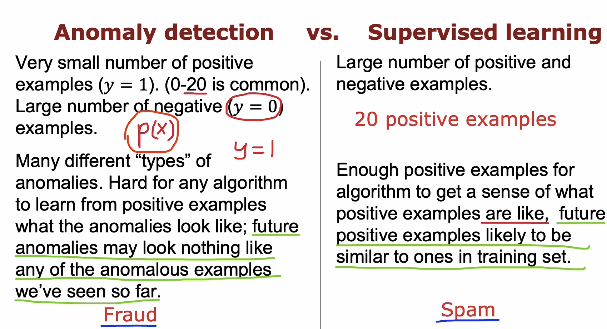 Anomaly detection vs. Supervised learning
Very small number of positive
examples (y = 1). (0-20 is common).
Large number of negative (y = 0)
examples.
p(x)
y=1
Many different “types” of
anomalies. Hard for any algorithm
to learn from positive examples
what the anomalies look like; future
anomalies may look nothing like
any of the anomalous examples
we’ve seen so far.
Fraud
Large number of positive and
negative examples.
20 positive examples
Enough positive examples for
algorithm to get a sense of what
positive examples are like, future
positive examples likely to be
similar to ones in training set.
Spam